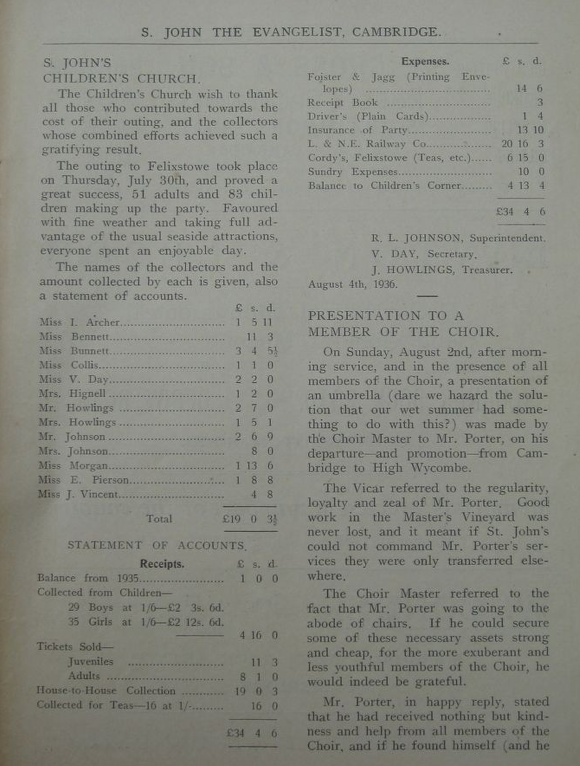 S. JOHN THE EVANGELIST, CAMBRIDGE.
S. JOHN'S
CHILDREN'S CHURCH.
The Children's Church wish to thank
all those who contributed towards the
cost of their outing, and the collectors
whose combined efforts achieved such a
gratifying result.
The outing to Felixstowe took place
on Thursday, July 30th, and proved a
great success, 51 adults and 83 chil-
dren making up the party. Favoured
with fine weather and taking full ad-
vantage of the usual seaside attractions,
everyone spent an enjoyable day.
The names of the collectors and the
amount collected by each is given, also
a statement of accounts.
£ s. d.
Miss I. Archer 1 5 11
Miss Bennett 11 3
Miss Bunnett 3 4 5½
Miss Collis 1 1 0
Miss V. Day 2 2 0
Mrs. Hignell 1 2 0
Mr. Howlings 2 7 0
Mrs. Howlings 1 5 1
Mr. Johnson 2 6 9
Mrs. Johnson 8 0
Miss Morgan 1 13 6
Miss E. Pierson 1 8 8
Miss J. Vincent 4 8
Total £19 0 3½
STATEMENT OF ACCOUNTS.
Receipts. £ s. d.
Balance from 1935 1 0 0
Collected from Children—
29 Boys at 1/6—£2 3s. 6d.
35 Girls at 1/6—£2 12s. 6d.
4 16 0
Tickets Sold—
Juveniles 11 3
Adults 8 1 0
House-to-House Collection 19 0 3
Collected for Teas—16 at 1/- 16 0
£34 4 6
Expenses. £ s. d.
Fojster & Jagg (Printing Enve-
lopes) 14 6
Receipt Book 3
Driver's (Plain Cards) 1 4
Insurance of Party 13 10
L. & N.E. Railway Co. 20 16 3
Cordy's, Felixstowe (Teas, etc.) 6 15 0
Sundry Expenses 10 0
Balance to Children's Corner 4 13 4
£34 4 6
R. L. JOHNSON, Superintendent.
V. DAY, Secretary.
J. HOWLINGS, Treasurer.
August 4th, 1936.
PRESENTATION TO A
MEMBER OF THE CHOIR.
On Sunday, August 2nd, after morn-
ing service, and in the presence of all
members of the Choir, a presentation of
an umbrella (dare we hazard the solu-
tion that our wet summer had some-
thing to do with this?) was made by
the Choir Master to Mr. Porter, on his
departure—and promotion—from Cam-
bridge to High Wycombe.
The Vicar referred to the regularity,
loyalty and zeal of Mr. Porter. Good
work in the Master's Vineyard was
never lost, and it meant if St. John's
could not command Mr. Porter's ser-
vices they were only transferred else-
where.
The Choir Master referred to the
fact that Mr. Porter was going to the
abode of chairs. If he could secure
some of these necessary assets strong
and cheap, for the more exuberant and
less youthful members of the Choir, he
would indeed be grateful.
Mr. Porter, in happy reply, stated
that he had received nothing but kind-
ness and help from all members of the
Choir, and if he found himself (and he